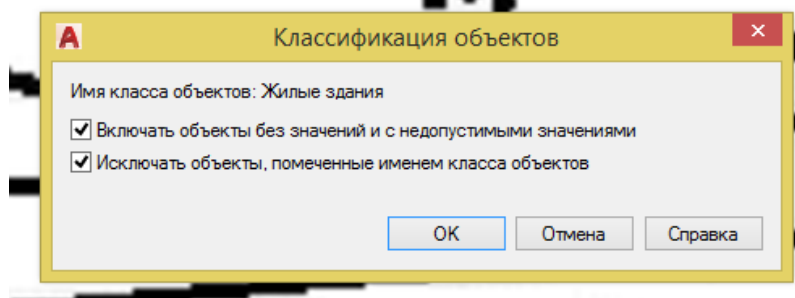 Классификация объектов
Имя класса объектов: Жилые здания
Включать объекты без значений и с недопустимыми значениями
Исключать объекты, помеченные именем класса объектов
OK Отмена Справка